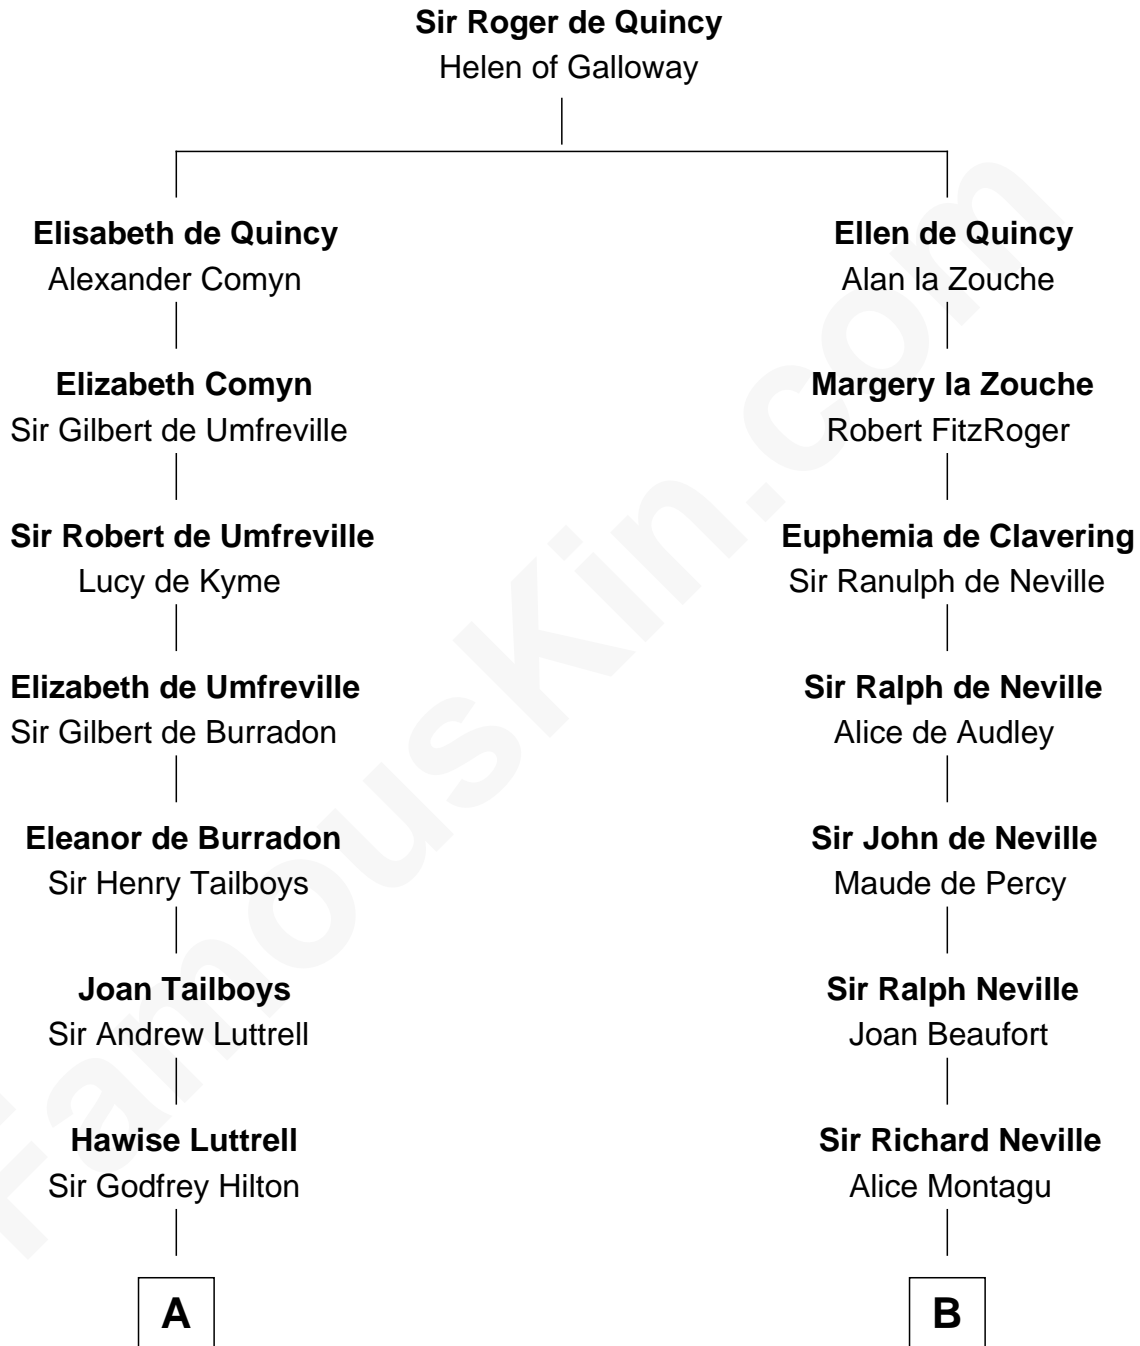 Sir Roger de Quincy
Helen of Galloway
Elisabeth de Quincy
Alexander Comyn
Ellen de Quincy
Alan la Zouche
Elizabeth Comyn
Sir Gilbert de Umfreville
Margery la Zouche
Robert FitzRoger
Sir Robert de Umfreville
Lucy de Kyme
Euphemia de Clavering
Sir Ranulph de Neville
Elizabeth de Umfreville
Sir Gilbert de Burradon
Sir Ralph de Neville
Alice de Audley
Eleanor de Burradon
Sir Henry Tailboys
Sir John de Neville
Maude de Percy
Joan Tailboys
Sir Andrew Luttrell
Sir Ralph Neville
Joan Beaufort
Hawise Luttrell
Sir Godfrey Hilton
Sir Richard Neville
Alice Montagu
A
B
FamousKin.com